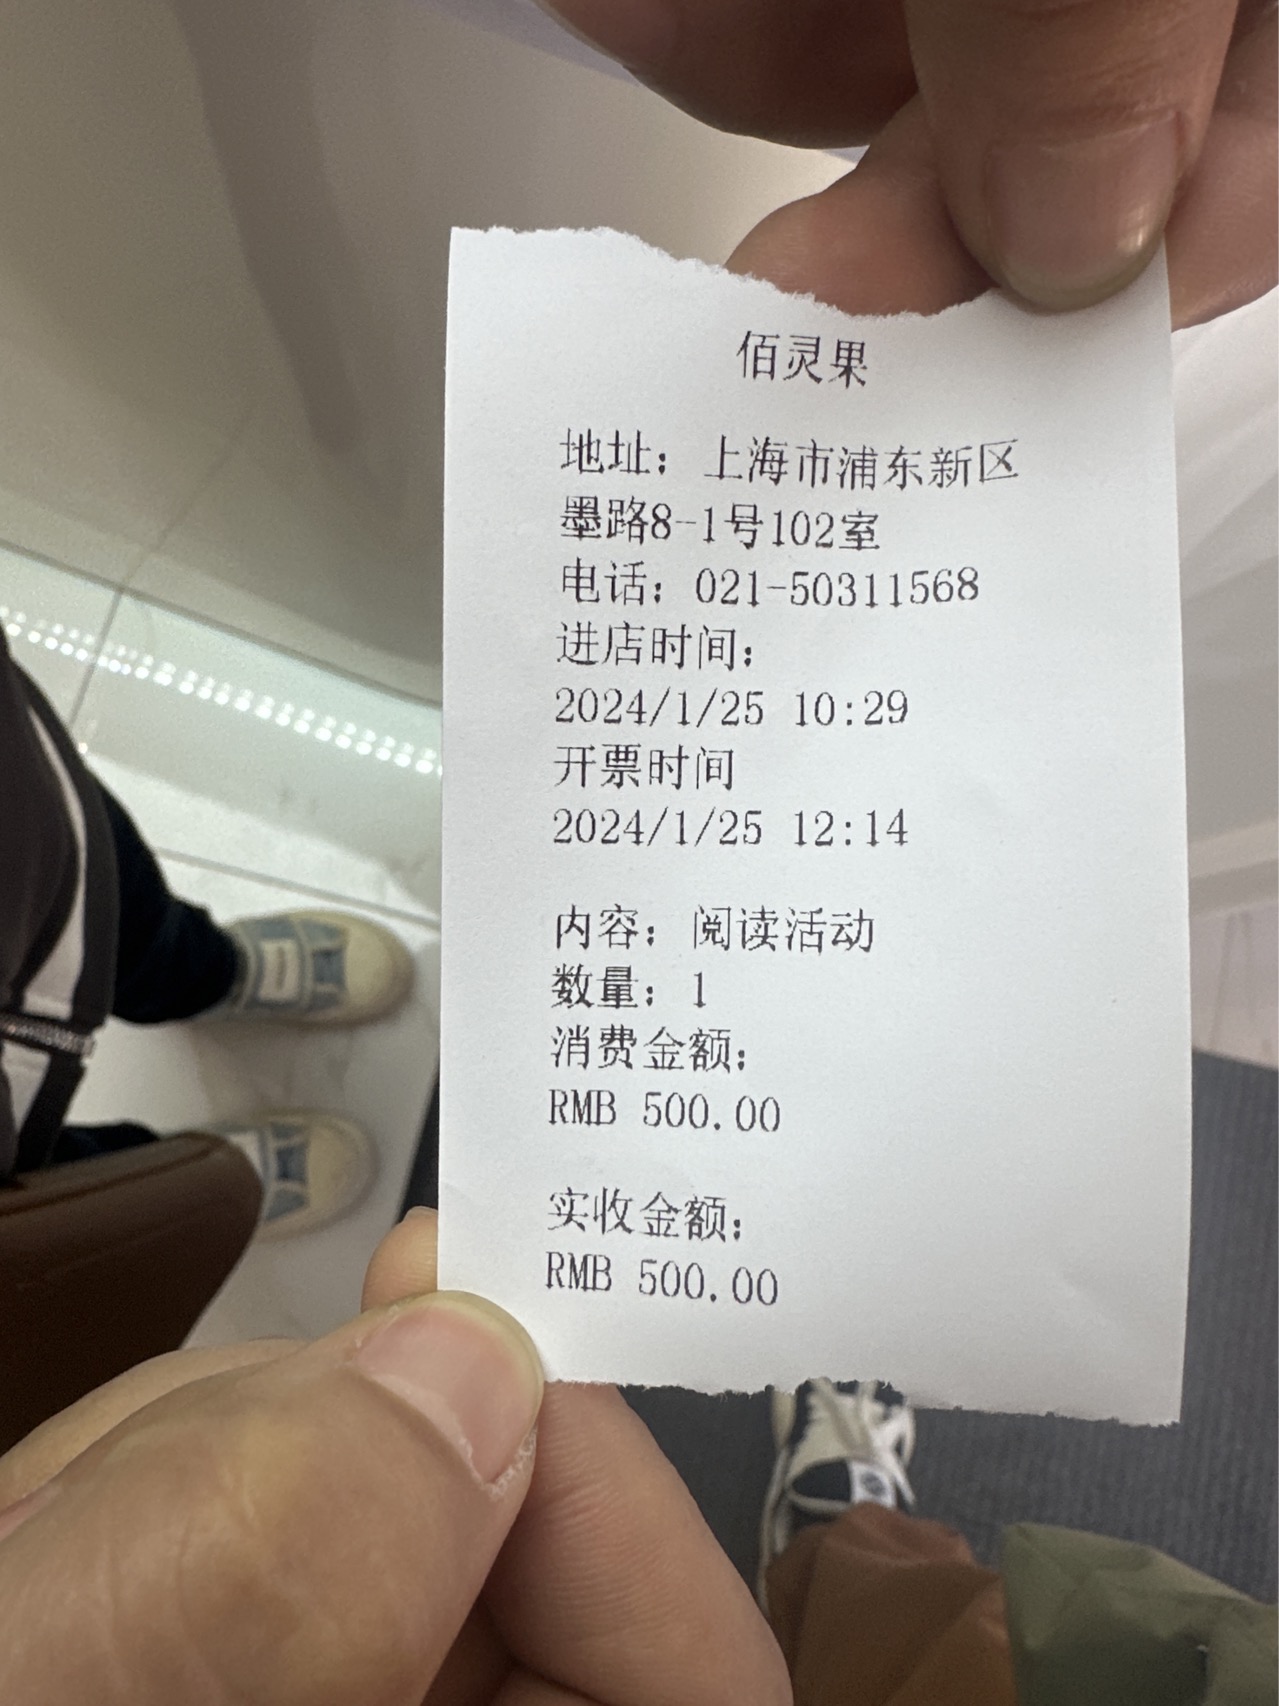 佰灵果
地址：上海市浦东新区
墨路8-1号102室
电话：021-50311568
进店时间：
2024/1/25 10:29
开票时间
2024/1/25 12:14
内容：阅读活动
数量：1
消费金额：
RMB 500.00
实收金额：
RMB 500.00